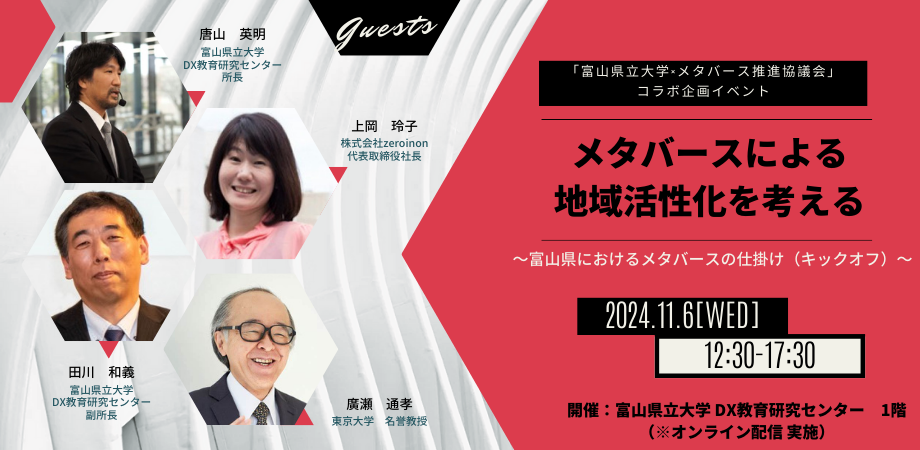 guests
唐山 英明
富山県立大学
DX教育研究センター
所長
上岡 玲子
株式会社zeroinon
代表取締役社長
田川 和義
富山県立大学
DX教育研究センター
副所長
廣瀬 通孝
東京大学 名誉教授
「富山県立大学×メタバース推進協議会」
コラボ企画イベント
メタバースによる
地域活性化を考える
～富山県におけるメタバースの仕掛け（キックオフ）～
2024.11.6[WED]
12:30-17:30
開催：富山県立大学 DX教育研究センター 1階
（※オンライン配信 実施）